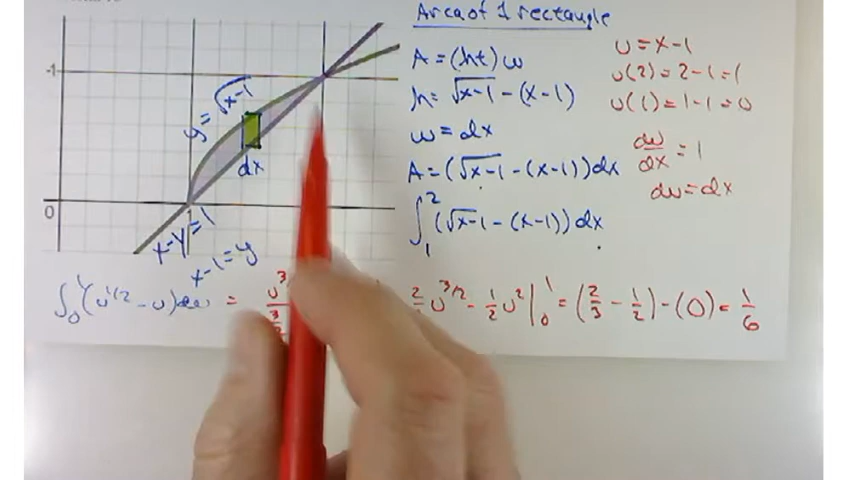 Area of 1 rectangle
A = (ht) w
h = √x-1 - (x-1)
w = dx
A = (√x-1 - (x-1)) dx
∫₁² (√x-1 - (x-1)) dx
u = x-1
u(2) = 2-1 = 1
u(1) = 1-1 = 0
du/dx = 1
du = dx
-1
0
y = √x-1
dx
x-y = 1
x-1 = y
∫₀¹ (u^1/2 - u) du = u^3 u^3/2 - 1/2 u² |₀¹ = (2/3 - 1/2) - (0) = 1/6